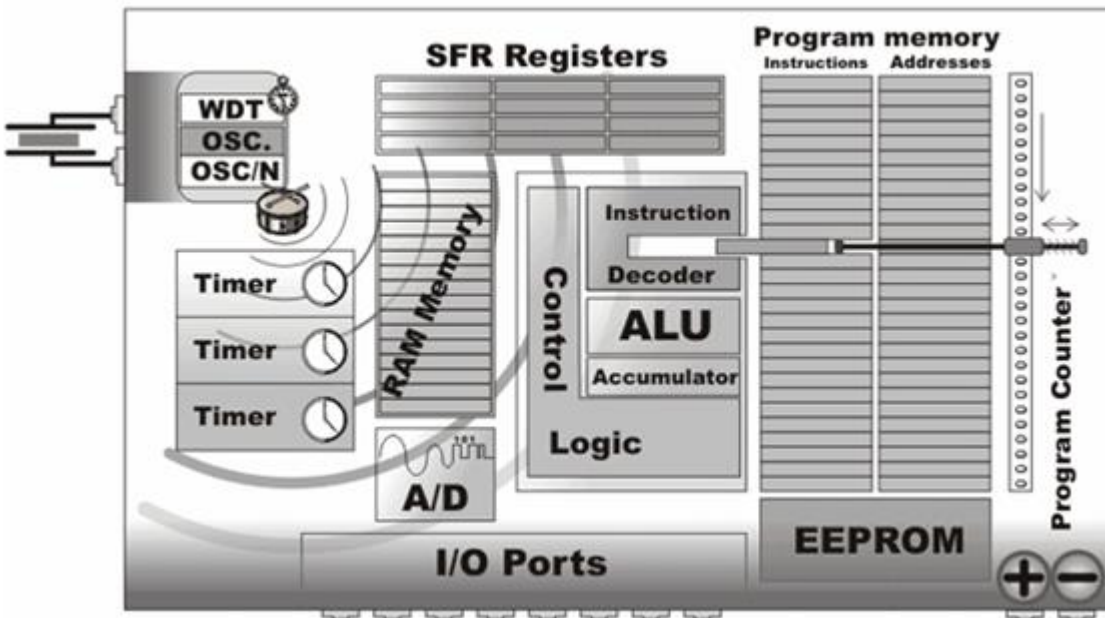 SFR Registers
Program memory
Instructions Addresses
WDT
OSC.
OSC/N
Timer
Timer
Timer
RAM Memory
101
A/D
Control
Logic
Instruction
Decoder
ALU
Accumulator
EEPROM
Program Counter
I/O Ports
+ −